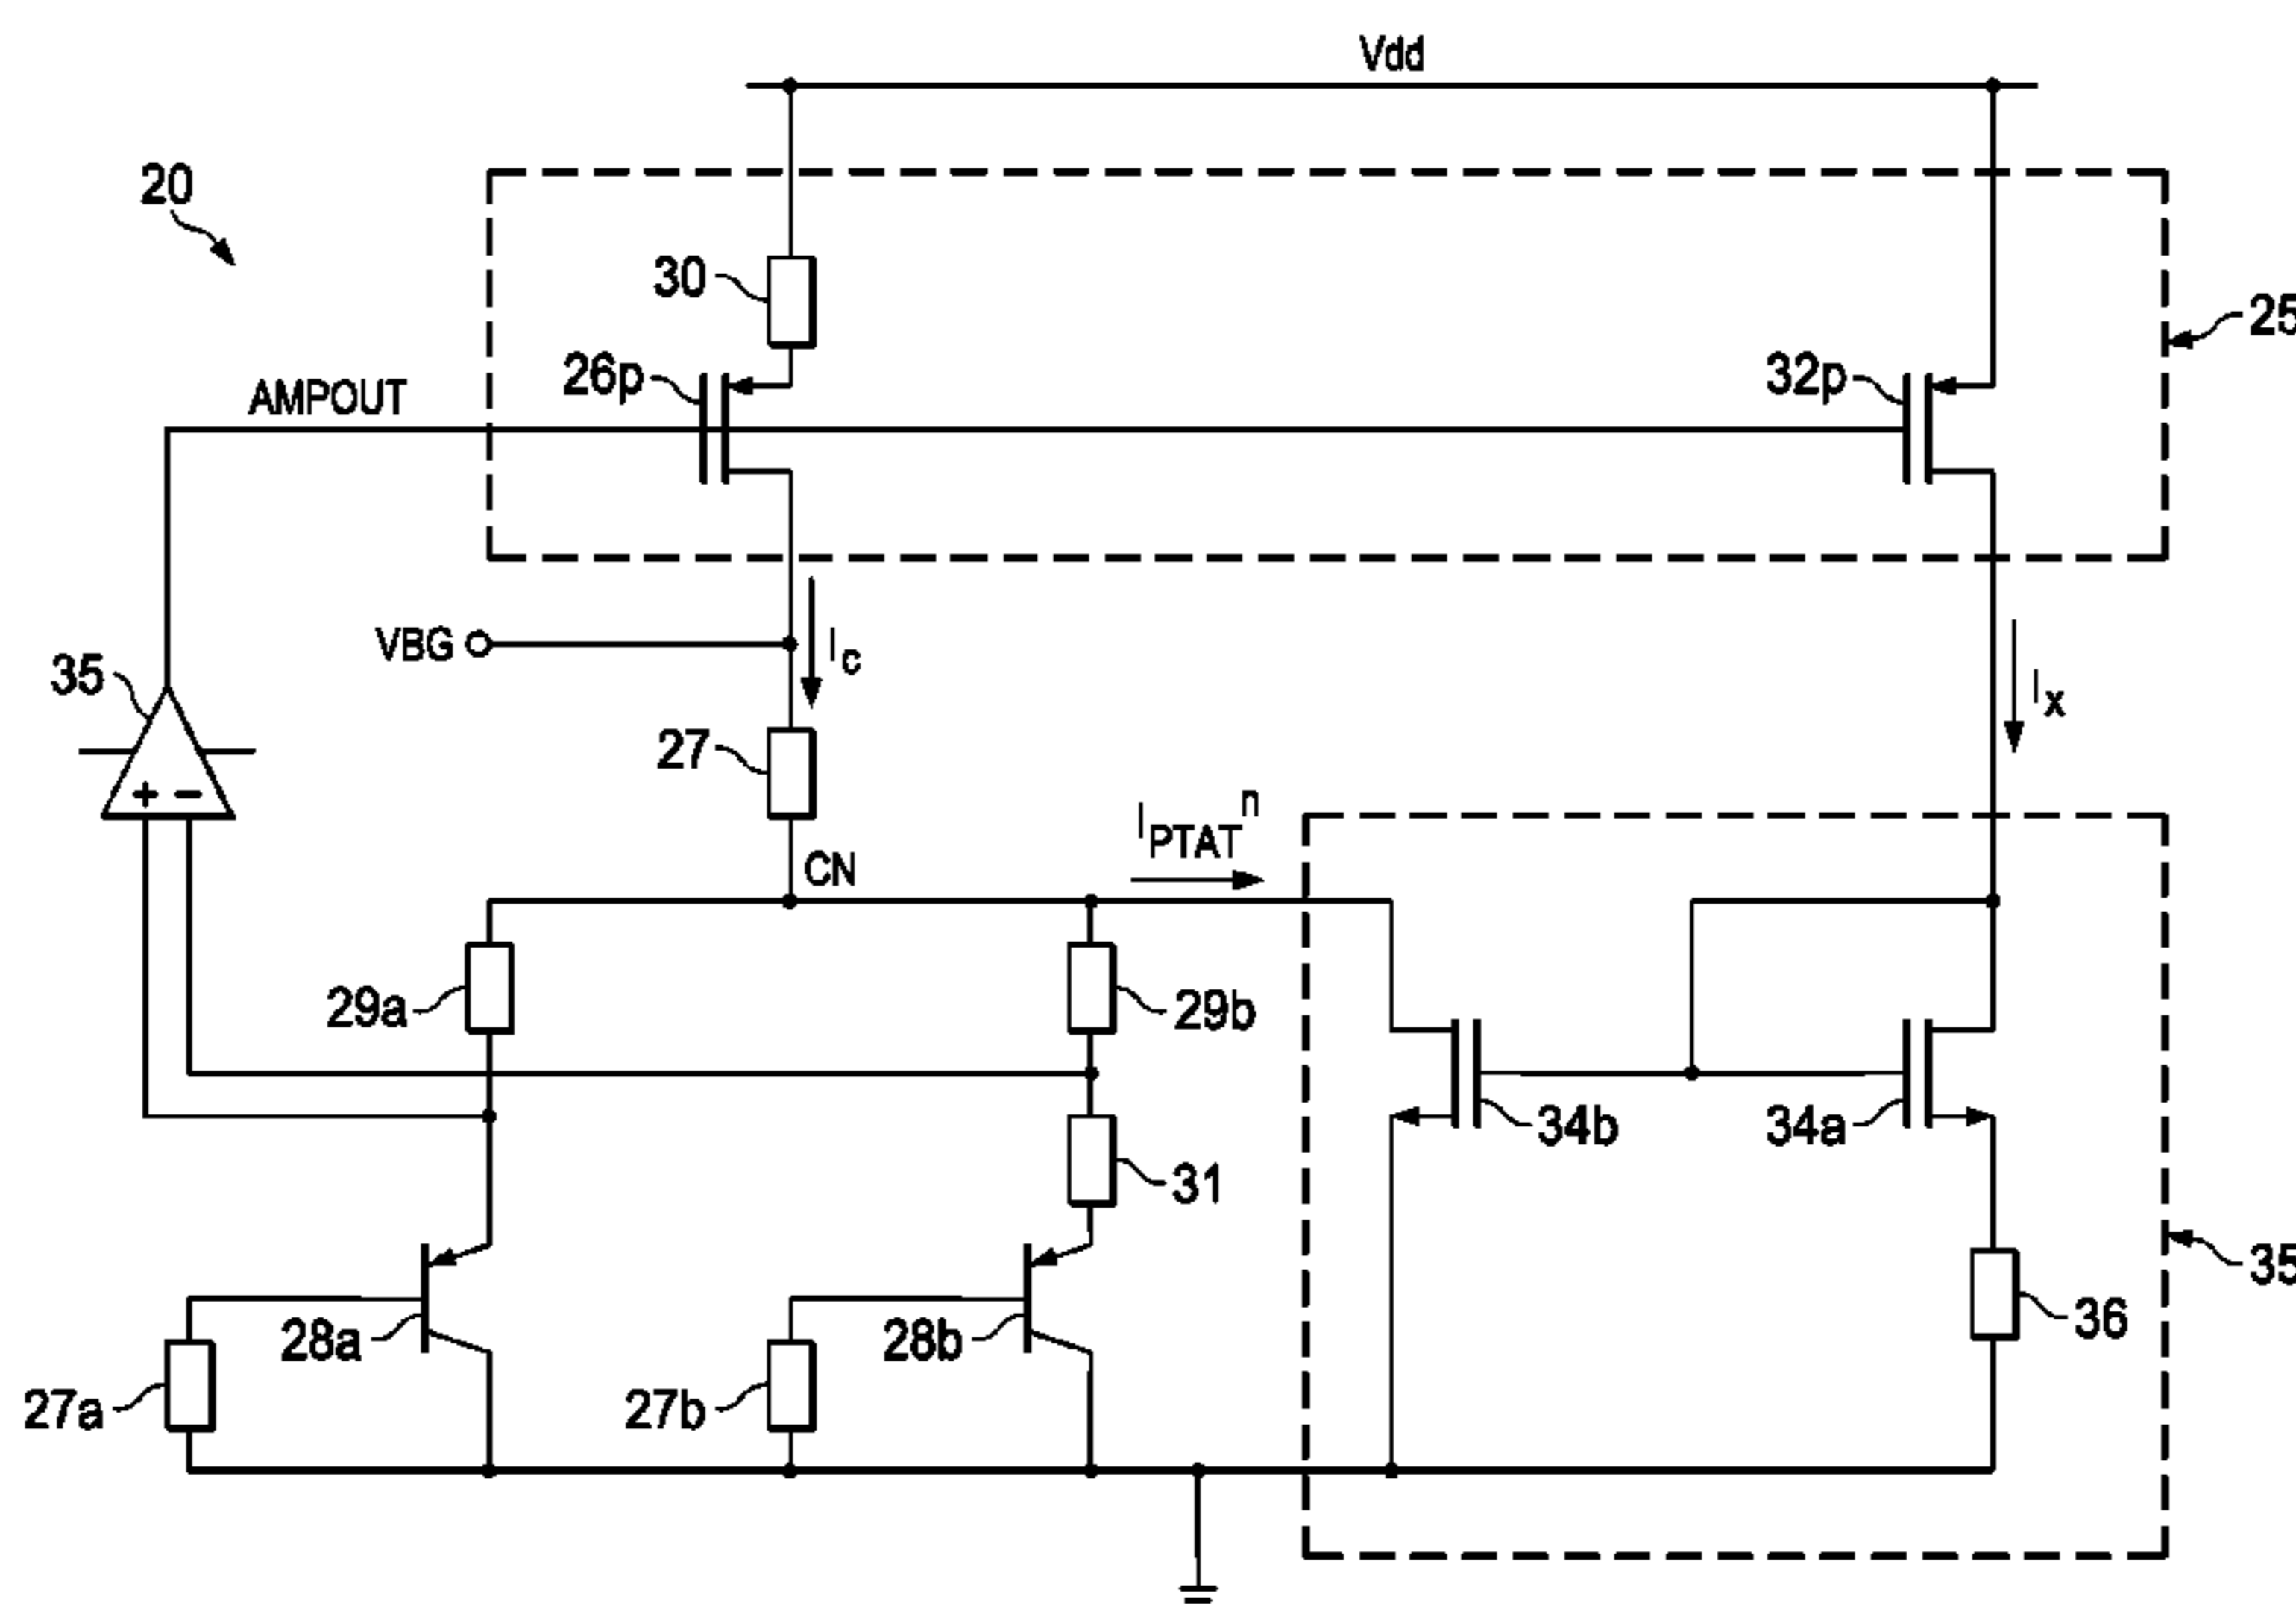 Vdd
20
30
25
26p
32p
AMPOUT
VBG
Ic
35
Ix
27
IPTATn
CN
+ −
29a
29b
34b
34a
31
35
28a
28b
36
27a
27b